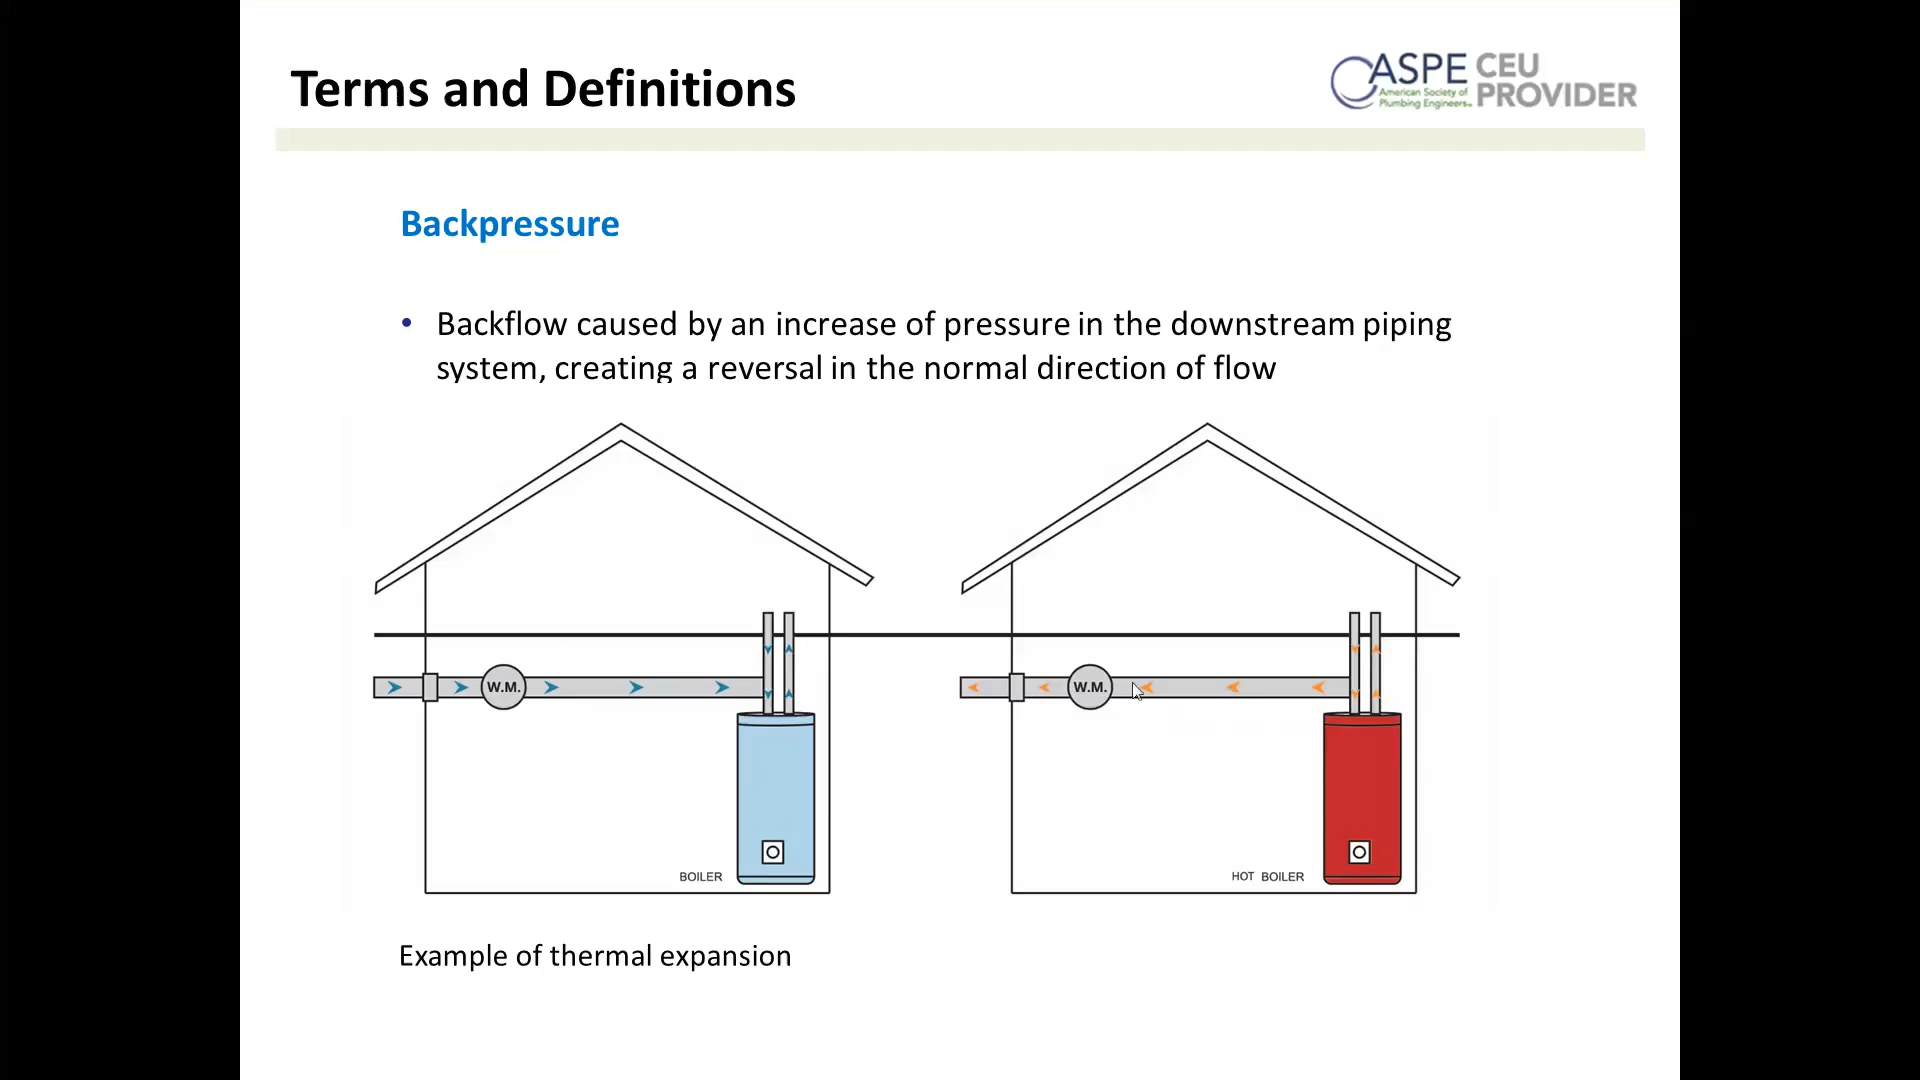 Terms and Definitions
ASPE CEU
American Society of
Plumbing Engineers
PROVIDER
Backpressure
• Backflow caused by an increase of pressure in the downstream piping
system, creating a reversal in the normal direction of flow
W.M.
W.M.
BOILER
HOT BOILER
Example of thermal expansion